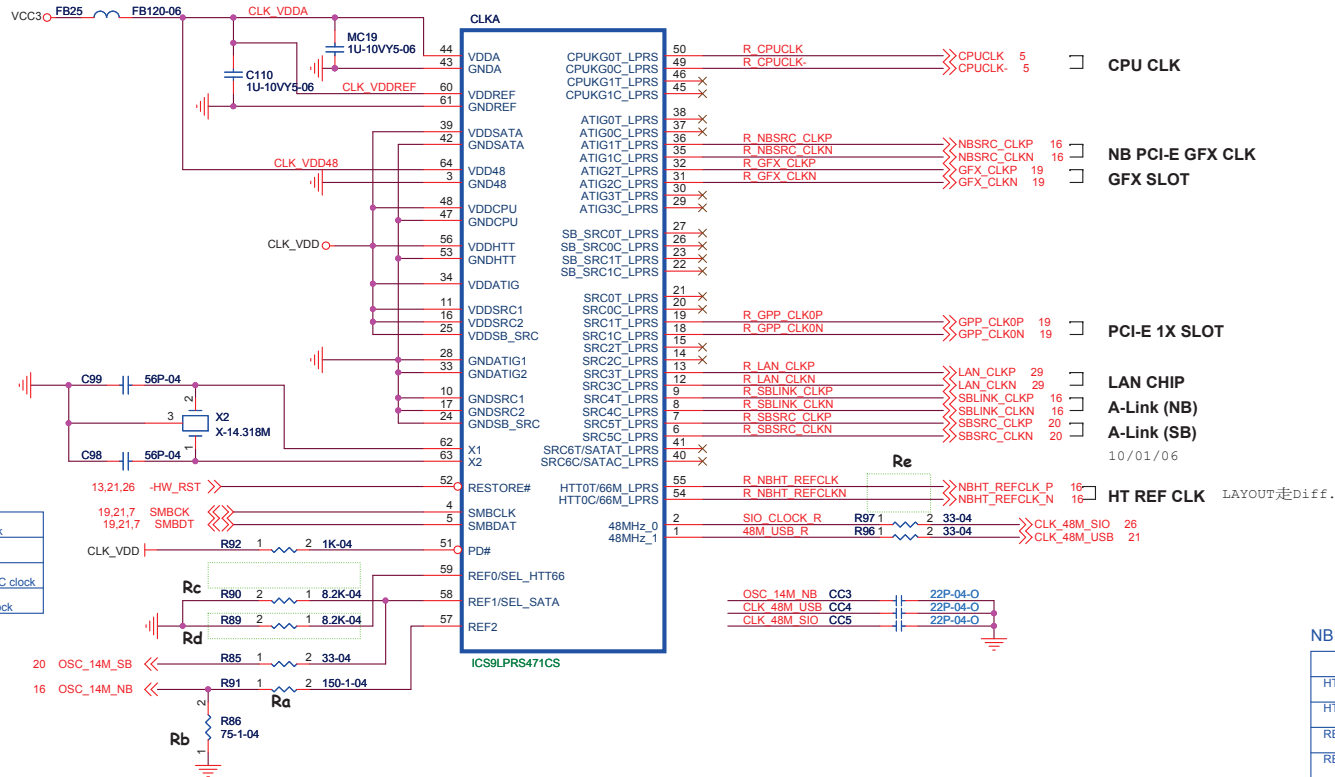 VCC3 FB25 FB120-06 CLK_VDDA
MC19
1U-10VY5-06
C110
1U-10VY5-06
CLK_VDDREF
CLK_VDD48
CLK_VDD
C99 56P-04
2
3
1
X2
X-14.318M
C98 56P-04
13,21,26 -HW_RST
19,21,7 SMBCK
19,21,7 SMBDT
CLK_VDD R92 1 2 1K-04
Rc
R90 2 1 8.2K-04
R89 2 1 8.2K-04
Rd
20 OSC_14M_SB R85 1 2 33-04
16 OSC_14M_NB R91 1 2 150-1-04
Ra
2
R86
75-1-04
Rb
1
C clock
CLKA
44 VDDA
43 GNDA
60 VDDREF
61 GNDREF
39 VDDSATA
42 GNDSATA
64 VDD48
3 GND48
48 VDDCPU
47 GNDCPU
56 VDDHTT
53 GNDHTT
34 VDDATIG
11 VDDSRC1
16 VDDSRC2
25 VDDSB_SRC
28 GNDATIG1
33 GNDATIG2
10 GNDSRC1
17 GNDSRC2
24 GNDSB_SRC
62 X1
63 X2
52 RESTORE#
4 SMBCLK
5 SMBDAT
51 PD#
59 REF0/SEL_HTT66
58 REF1/SEL_SATA
57 REF2
ICS9LPRS471CS
CPUKG0T_LPRS 50 R_CPUCLK CPUCLK 5
CPUKG0C_LPRS 49 R_CPUCLK- CPUCLK- 5
CPU CLK
CPUKG1T_LPRS 46
CPUKG1C_LPRS 45
ATIG0T_LPRS 38
ATIG0C_LPRS 37
ATIG1T_LPRS 36 R_NBSRC_CLKP NBSRC_CLKP 16
ATIG1C_LPRS 35 R_NBSRC_CLKN NBSRC_CLKN 16
NB PCI-E GFX CLK
ATIG2T_LPRS 32 R_GFX_CLKP GFX_CLKP 19
ATIG2C_LPRS 31 R_GFX_CLKN GFX_CLKN 19
GFX SLOT
ATIG3T_LPRS 30
ATIG3C_LPRS 29
SB_SRC0T_LPRS 27
SB_SRC0C_LPRS 26
SB_SRC1T_LPRS 23
SB_SRC1C_LPRS 22
SRC0T_LPRS 21
SRC0C_LPRS 20
SRC1T_LPRS 19 R_GPP_CLK0P GPP_CLK0P 19
SRC1C_LPRS 18 R_GPP_CLK0N GPP_CLK0N 19
PCI-E 1X SLOT
SRC2T_LPRS 15
SRC2C_LPRS 14
SRC3T_LPRS 13 R_LAN_CLKP LAN_CLKP 29
SRC3C_LPRS 12 R_LAN_CLKN LAN_CLKN 29
LAN CHIP
SRC4T_LPRS 9 R_SBLINK_CLKP SBLINK_CLKP 16
SRC4C_LPRS 8 R_SBLINK_CLKN SBLINK_CLKN 16
A-Link (NB)
SRC5T_LPRS 7 R_SBSRC_CLKP SBSRC_CLKP 20
SRC5C_LPRS 6 R_SBSRC_CLKN SBSRC_CLKN 20
A-Link (SB)
10/01/06
SRC6T/SATAT_LPRS 41
SRC6C/SATAC_LPRS 40
Re
HTT0T/66M_LPRS 55 R_NBHT_REFCLK NBHT_REFCLK_P 16
HTT0C/66M_LPRS 54 R_NBHT_REFCLKN NBHT_REFCLK_N 16
HT REF CLK LAYOUT走Diff.
48MHz_0 2 SIO_CLOCK_R R97 1 2 33-04 CLK_48M_SIO 26
48MHz_1 1 48M_USB_R R96 1 2 33-04 CLK_48M_USB 21
OSC_14M_NB CC3 22P-04-O
CLK_48M_USB CC4 22P-04-O
CLK_48M_SIO CC5 22P-04-O
NB